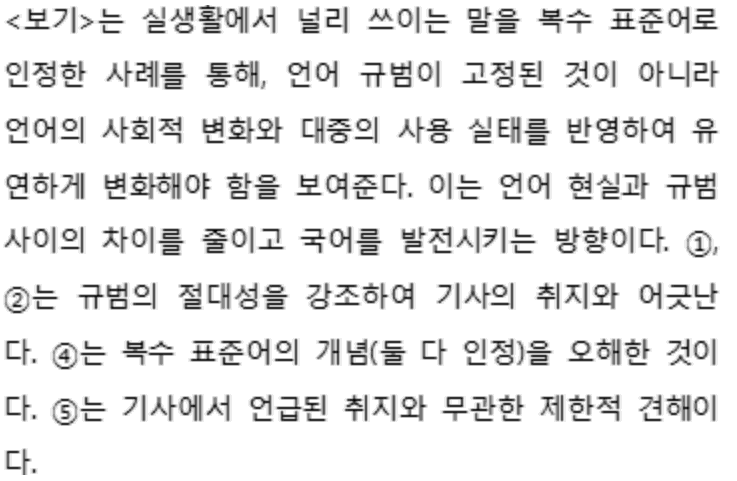 <보기>는 실생활에서 널리 쓰이는 말을 복수 표준어로
인정한 사례를 통해, 언어 규범이 고정된 것이 아니라
언어의 사회적 변화와 대중의 사용 실태를 반영하여 유
연하게 변화해야 함을 보여준다. 이는 언어 현실과 규범
사이의 차이를 줄이고 국어를 발전시키는 방향이다. ①,
②는 규범의 절대성을 강조하여 기사의 취지와 어긋난
다. ④는 복수 표준어의 개념(둘 다 인정)을 오해한 것이
다. ⑤는 기사에서 언급된 취지와 무관한 제한적 견해이
다.